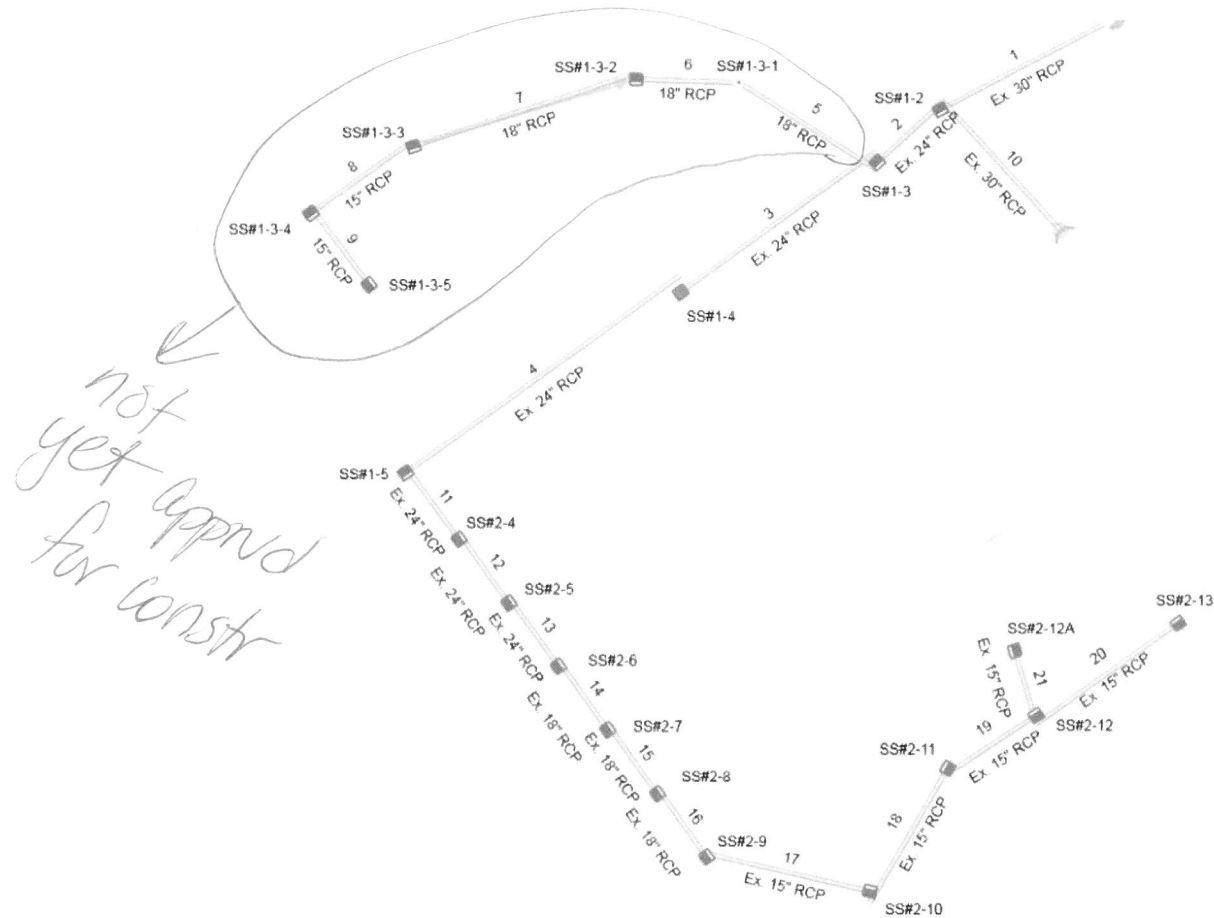 1
Ex. 30" RCP
SS#1-2
2
Ex. 24" RCP
10
Ex. 30" RCP
SS#1-3-2
6
18" RCP
SS#1-3-1
5
18" RCP
SS#1-3
7
18" RCP
SS#1-3-3
8
15" RCP
SS#1-3-4
9
15" RCP
SS#1-3-5
3
Ex. 24" RCP
SS#1-4
4
Ex. 24" RCP
not
yet apprvd
for constr
SS#1-5
11
Ex. 24" RCP
SS#2-4
12
Ex. 24" RCP
SS#2-5
13
Ex. 24" RCP
SS#2-6
14
Ex. 18" RCP
SS#2-7
15
Ex. 18" RCP
SS#2-8
16
Ex. 18" RCP
SS#2-9
17
Ex. 15" RCP
SS#2-10
18
Ex. 15" RCP
SS#2-11
19
Ex. 15" RCP
SS#2-12
21
Ex. 15" RCP
SS#2-12A
20
Ex. 15" RCP
SS#2-13